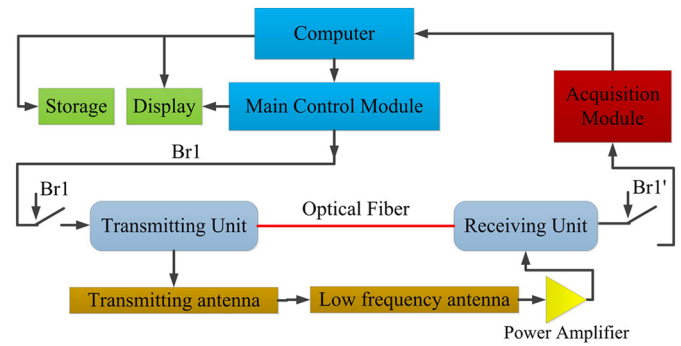 Computer
Storage
Display
Main Control Module
Acquisition
Module
Br1
Br1
Br1'
Transmitting Unit
Optical Fiber
Receiving Unit
Transmitting antenna
Low frequency antenna
Power Amplifier